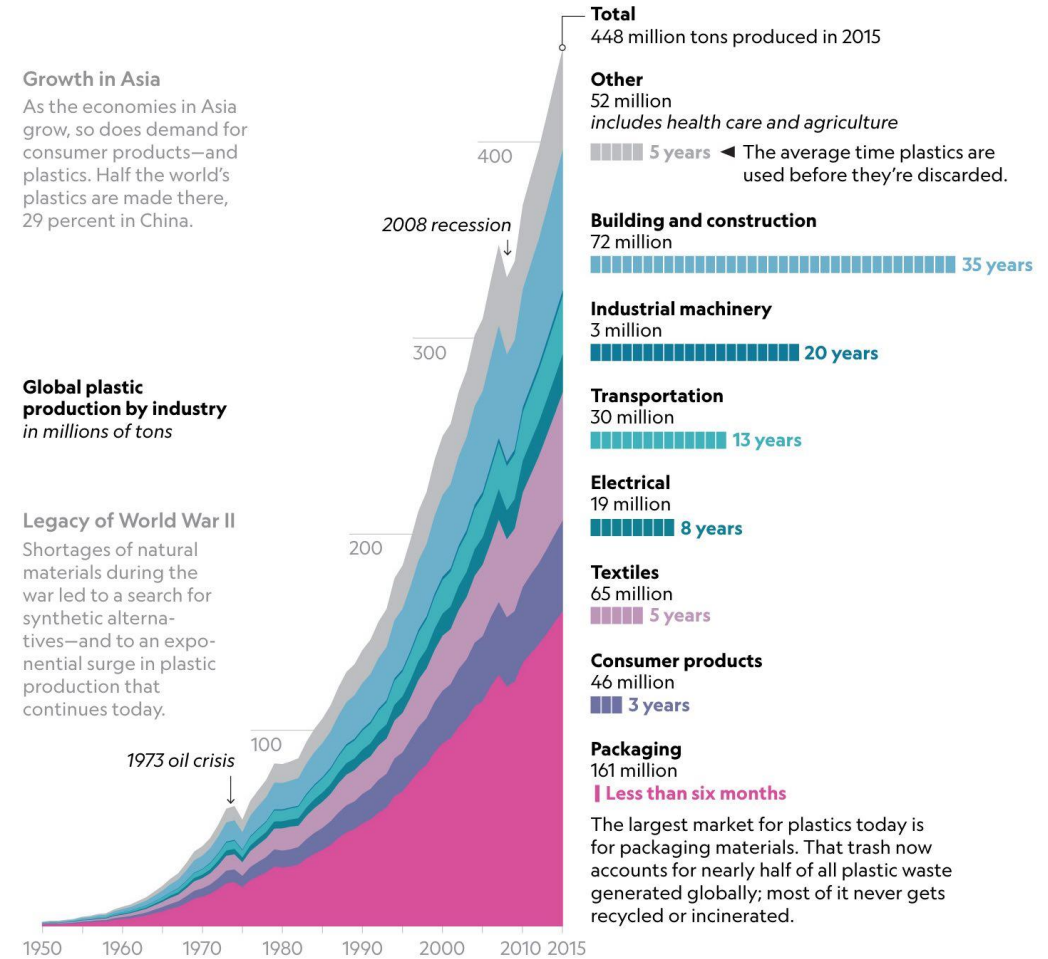 Total
448 million tons produced in 2015
Growth in Asia
As the economies in Asia
grow, so does demand for
consumer products—and
plastics. Half the world's
plastics are made there,
29 percent in China.
Other
52 million
includes health care and agriculture
5 years ◄ The average time plastics are
used before they're discarded.
400
2008 recession
Building and construction
72 million
35 years
300
Industrial machinery
3 million
20 years
Global plastic
production by industry
in millions of tons
Transportation
30 million
13 years
Electrical
19 million
8 years
Legacy of World War II
Shortages of natural
materials during the
war led to a search for
synthetic alterna-
tives—and to an expo-
nential surge in plastic
production that
continues today.
200
Textiles
65 million
5 years
Consumer products
46 million
3 years
100
1973 oil crisis
Packaging
161 million
Less than six months
The largest market for plastics today is
for packaging materials. That trash now
accounts for nearly half of all plastic waste
generated globally; most of it never gets
recycled or incinerated.
1950 1960 1970 1980 1990 2000 2010 2015